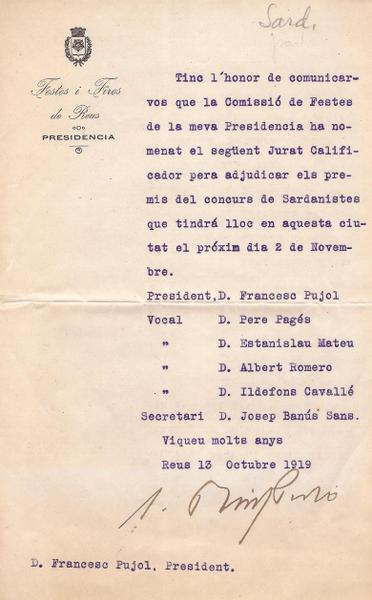 Sard.
Festes i Fires
de Reus
PRESIDENCIA
Tinc l'honor de comunicar-
vos que la Comissió de Festes
de la meva Presidencia ha no-
menat el següent Jurat Califi-
cador pera adjudicar els pre-
mis del concurs de Sardanistes
que tindrá lloc en aquesta ciu-
tat el próxim dia 2 de Novem-
bre.
President, D. Francesc Pujol
Vocal D. Pere Pagés
" D. Estanislau Mateu
" D. Albert Romero
" D. Ildefons Cavallé
Secretari D. Josep Banús Sans.
Viqueu molts anys
Reus 13 Octubre 1919
D. Francesc Pujol, President.